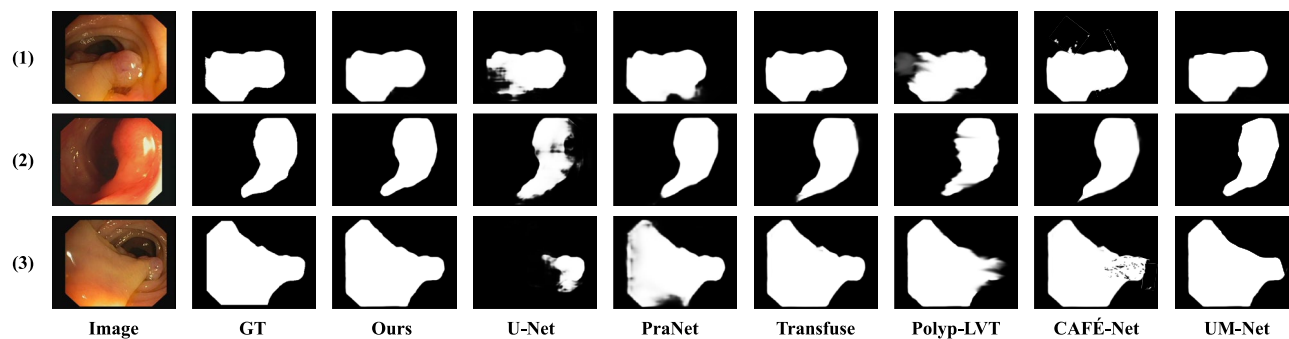 (1)
(2)
(3)
Image GT Ours U-Net PraNet Transfuse Polyp-LVT CAFÉ-Net UM-Net